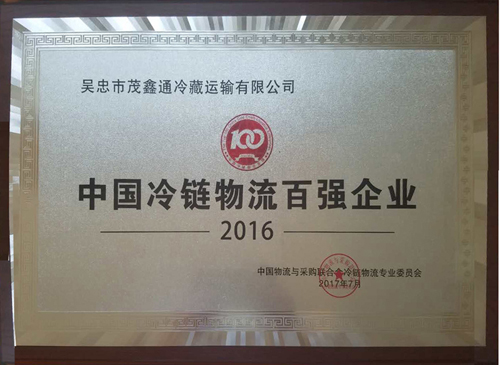 吴忠市茂鑫通冷藏运输有限公司
100
中国冷链物流百强企业
2016
中国物流与采购联合会冷链物流专业委员会
2017年7月